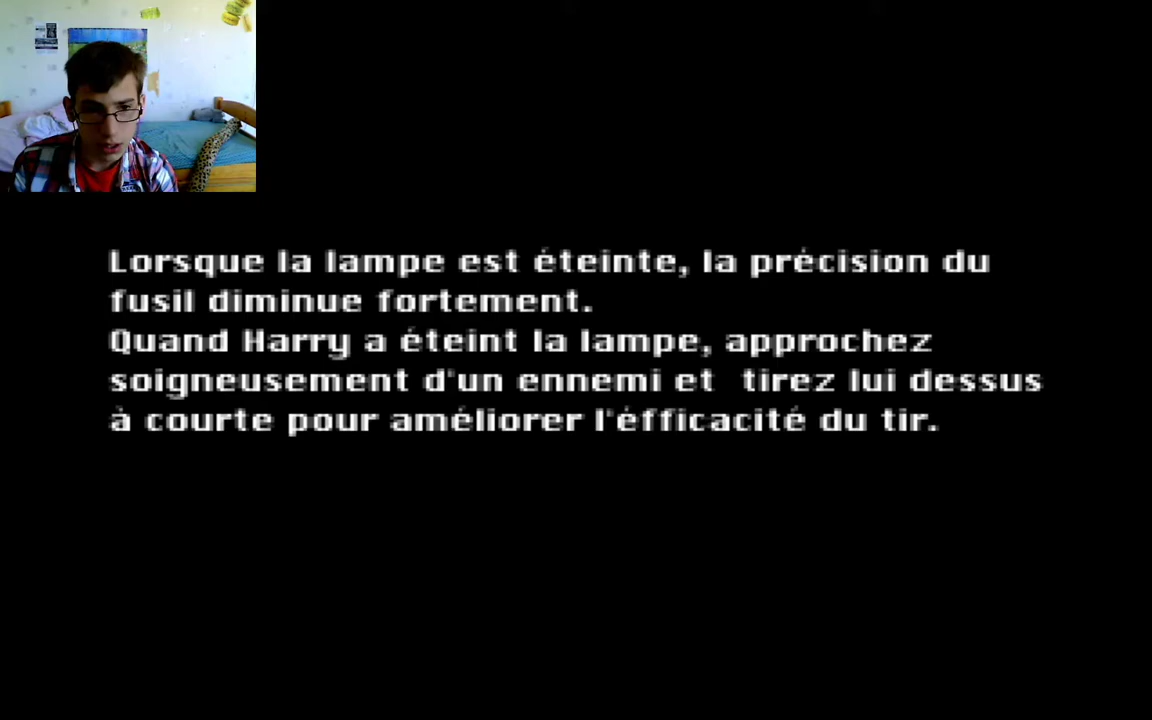 Lorsque la lampe est éteinte, la précision du
fusil diminue fortement.
Quand Harry a éteint la lampe, approchez
soigneusement d'un ennemi et  tirez lui dessus
à courte pour améliorer l'éfficacité du tir.